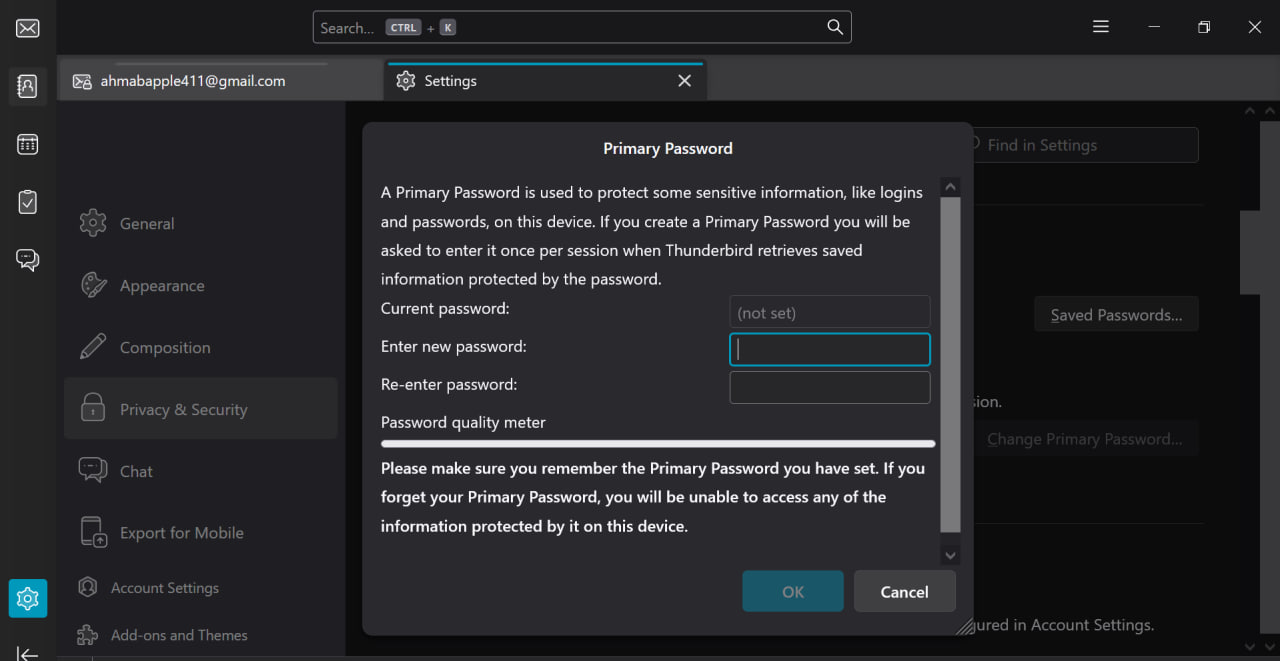 Search... CTRL + K
ahmabapple411@gmail.com
Settings
Primary Password
Find in Settings
A Primary Password is used to protect some sensitive information, like logins
and passwords, on this device. If you create a Primary Password you will be
asked to enter it once per session when Thunderbird retrieves saved
information protected by the password.
General
Appearance
Composition
Privacy & Security
Chat
Export for Mobile
Account Settings
Add-ons and Themes
Current password: (not set)
Enter new password:
Re-enter password:
Password quality meter
Please make sure you remember the Primary Password you have set. If you
forget your Primary Password, you will be unable to access any of the
information protected by it on this device.
OK Cancel
Saved Passwords...
Change Primary Password...
in Account Settings.